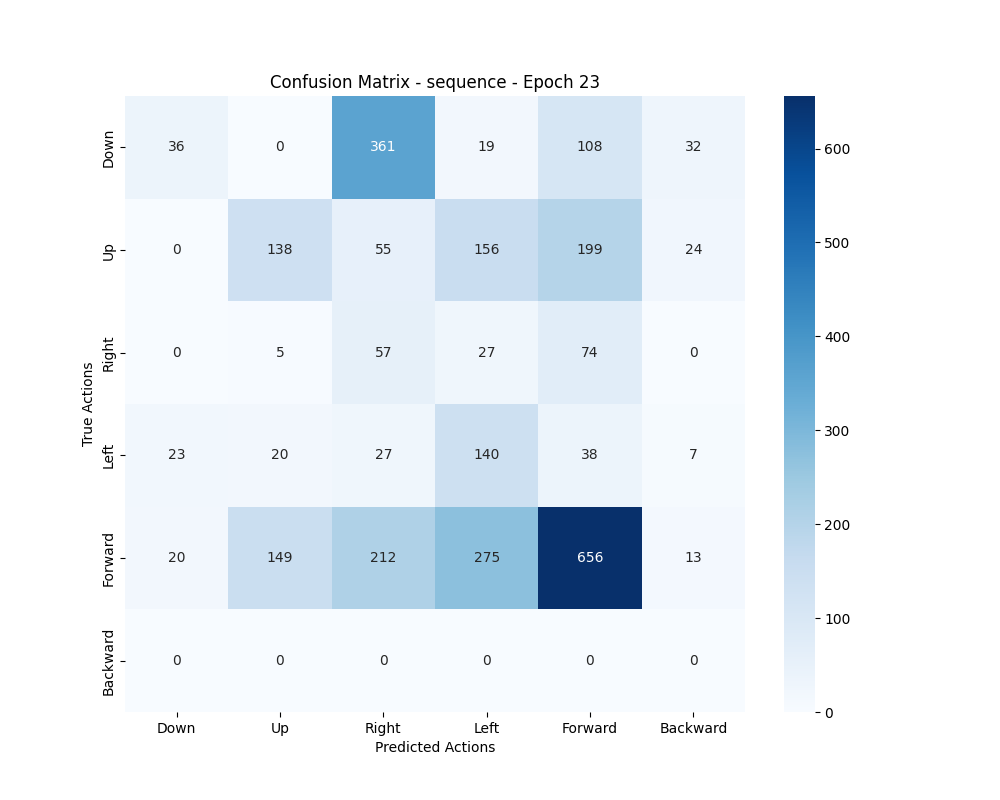 Confusion Matrix - sequence - Epoch 23
True Actions
Down 36 0 361 19 108 32
Up 0 138 55 156 199 24
Right 0 5 57 27 74 0
Left 23 20 27 140 38 7
Forward 20 149 212 275 656 13
Backward 0 0 0 0 0 0
Down Up Right Left Forward Backward
Predicted Actions
600
500
400
300
200
100
0